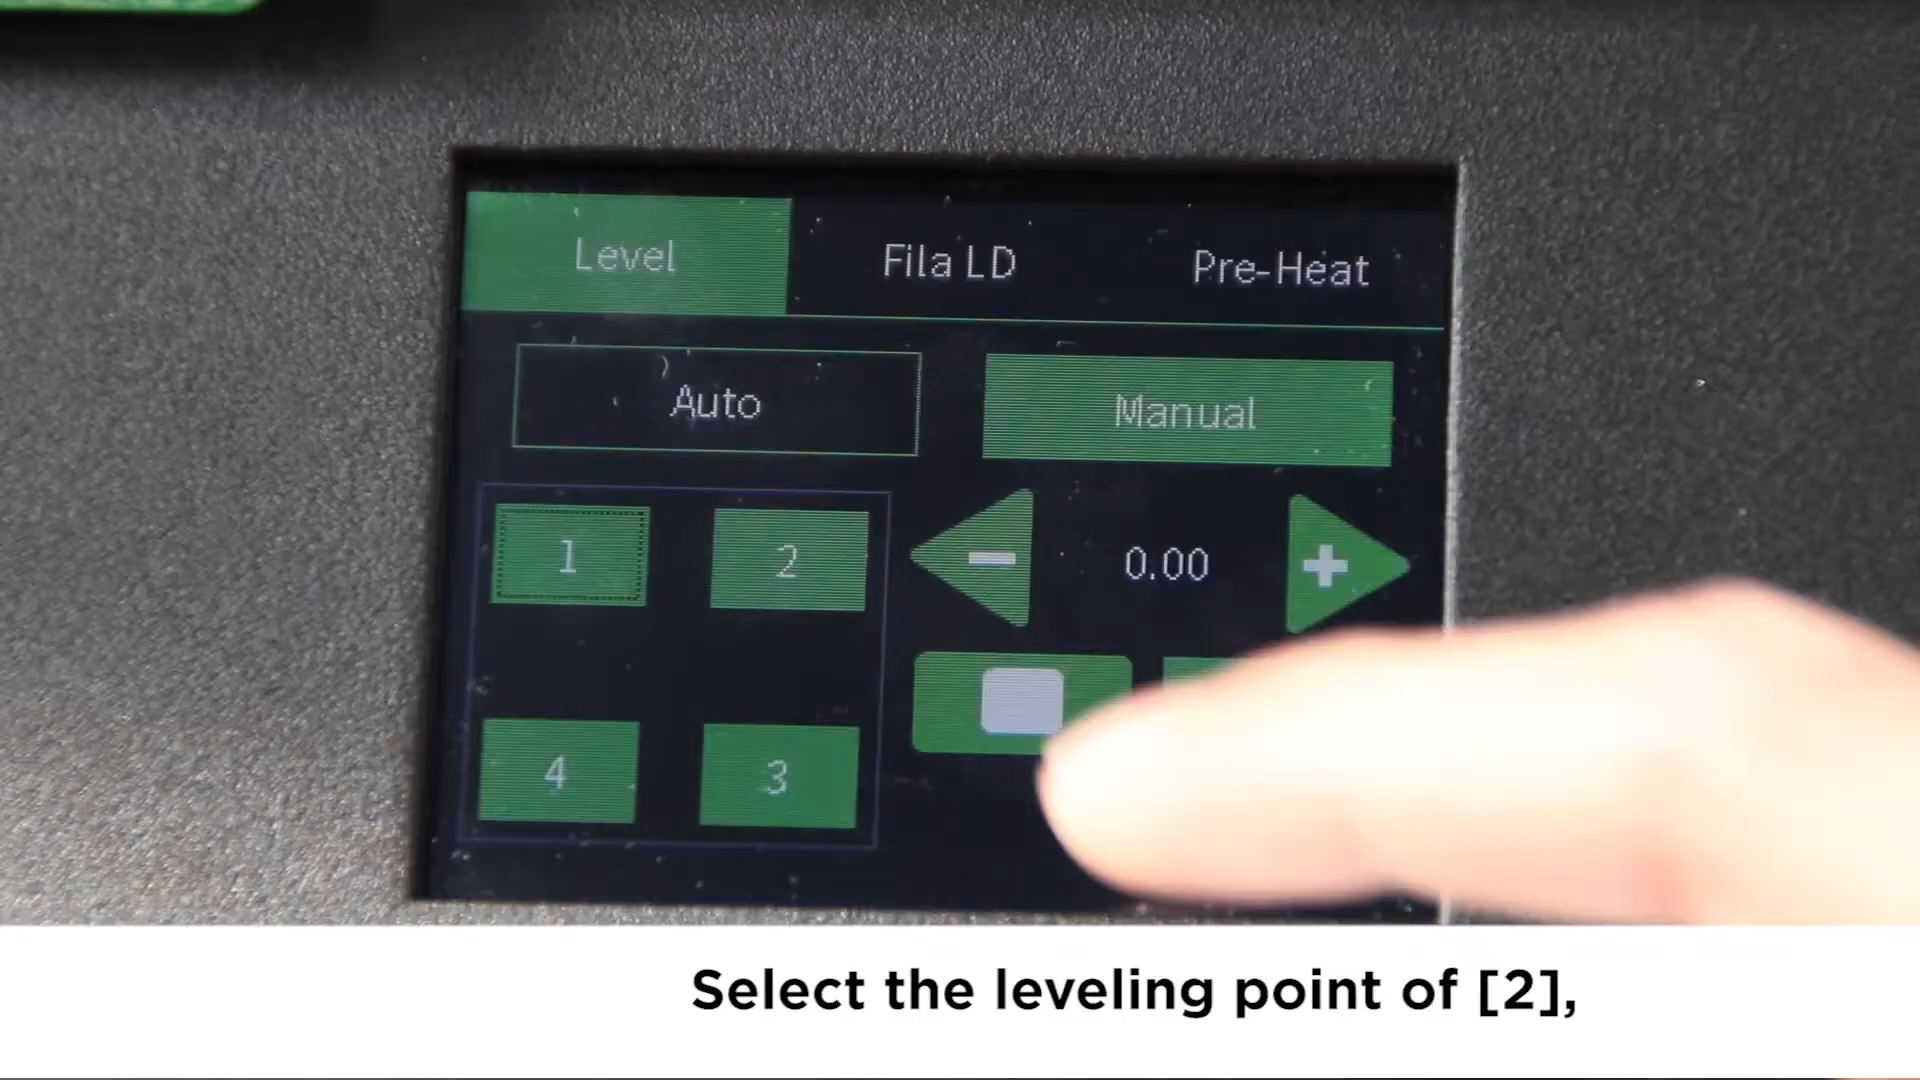 Level Fila LD Pre-Heat
Auto Manual
1 2 - 0.00 +
4 3
Select the leveling point of [2],